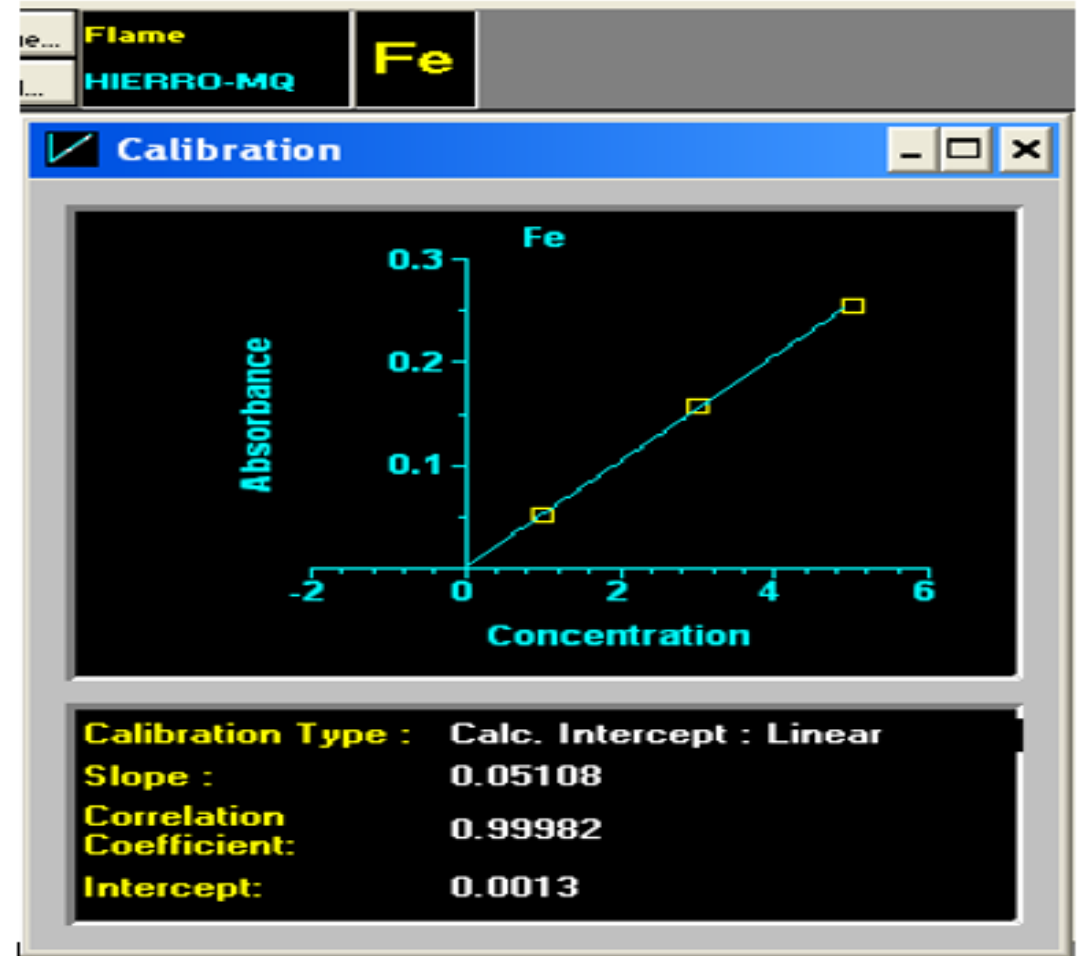 Flame
HIERRO-MQ
Fe
Calibration
Fe
0.3
0.2
0.1
Absorbance
-2 0 2 4 6
Concentration
Calibration Type : Calc. Intercept : Linear
Slope : 0.05108
Correlation
Coefficient: 0.99982
Intercept: 0.0013